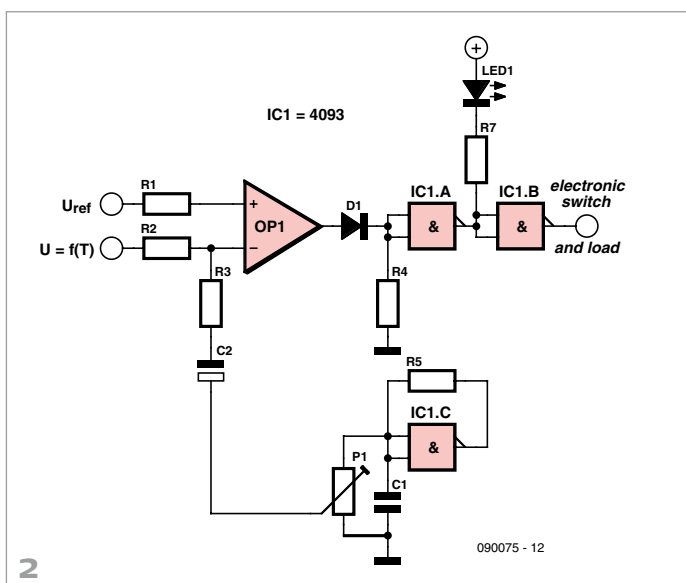 +
LED1
IC1 = 4093
R7
R1
IC1.A
IC1.B
electronic
switch
Uref
+
D1
OP1
&
&
R2
−
and load
U = f(T)
R3
R4
C2
R5
IC1.C
&
P1
C1
090075 - 12
2